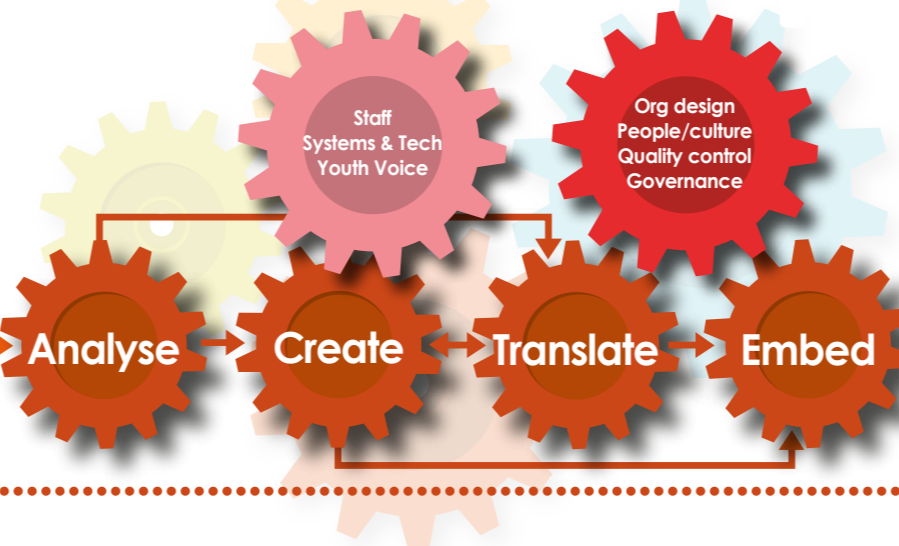 Staff
Systems & Tech
Youth Voice
Org design
People/culture
Quality control
Governance
Analyse
Create
Translate
Embed